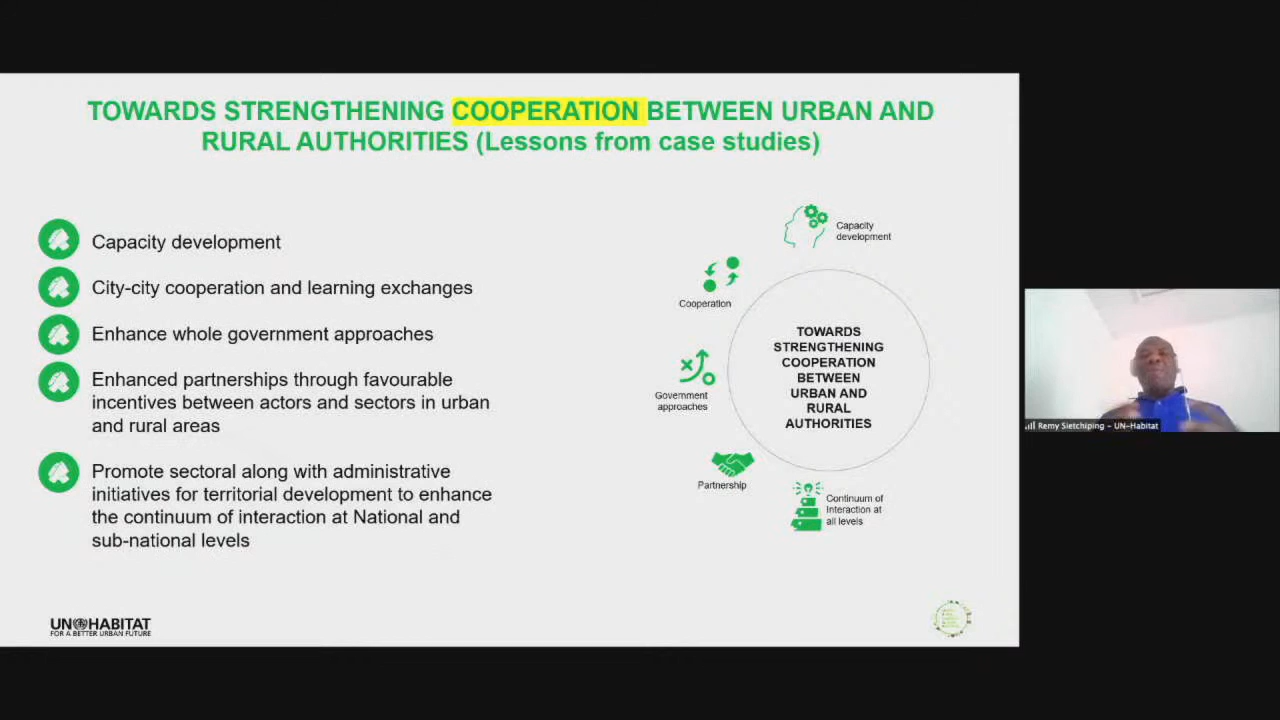 TOWARDS STRENGTHENING COOPERATION BETWEEN URBAN AND
RURAL AUTHORITIES (Lessons from case studies)
Capacity development
City-city cooperation and learning exchanges
Enhance whole government approaches
Enhanced partnerships through favourable
incentives between actors and sectors in urban
and rural areas
Promote sectoral along with administrative
initiatives for territorial development to enhance
the continuum of interaction at National and
sub-national levels
Capacity
development
Cooperation
Government
approaches
Partnership
Continuum of
Interaction at
all levels
TOWARDS
STRENGTHENING
COOPERATION
BETWEEN
URBAN AND
RURAL
AUTHORITIES
UN HABITAT
FOR A BETTER URBAN FUTURE
Remy Sietchiping - UN-Habitat